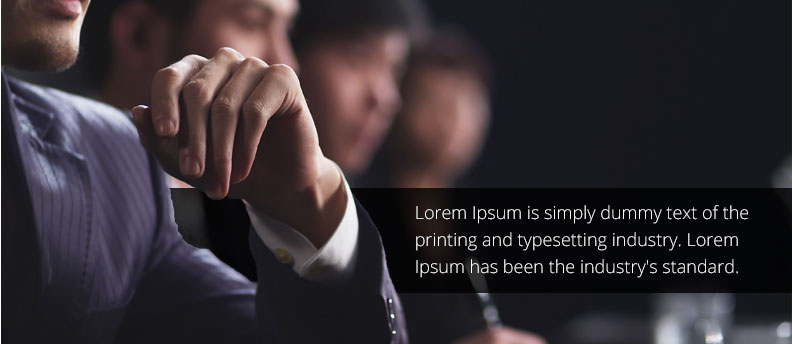 Lorem Ipsum is simply dummy text of the
printing and typesetting industry. Lorem
Ipsum has been the industry's standard.